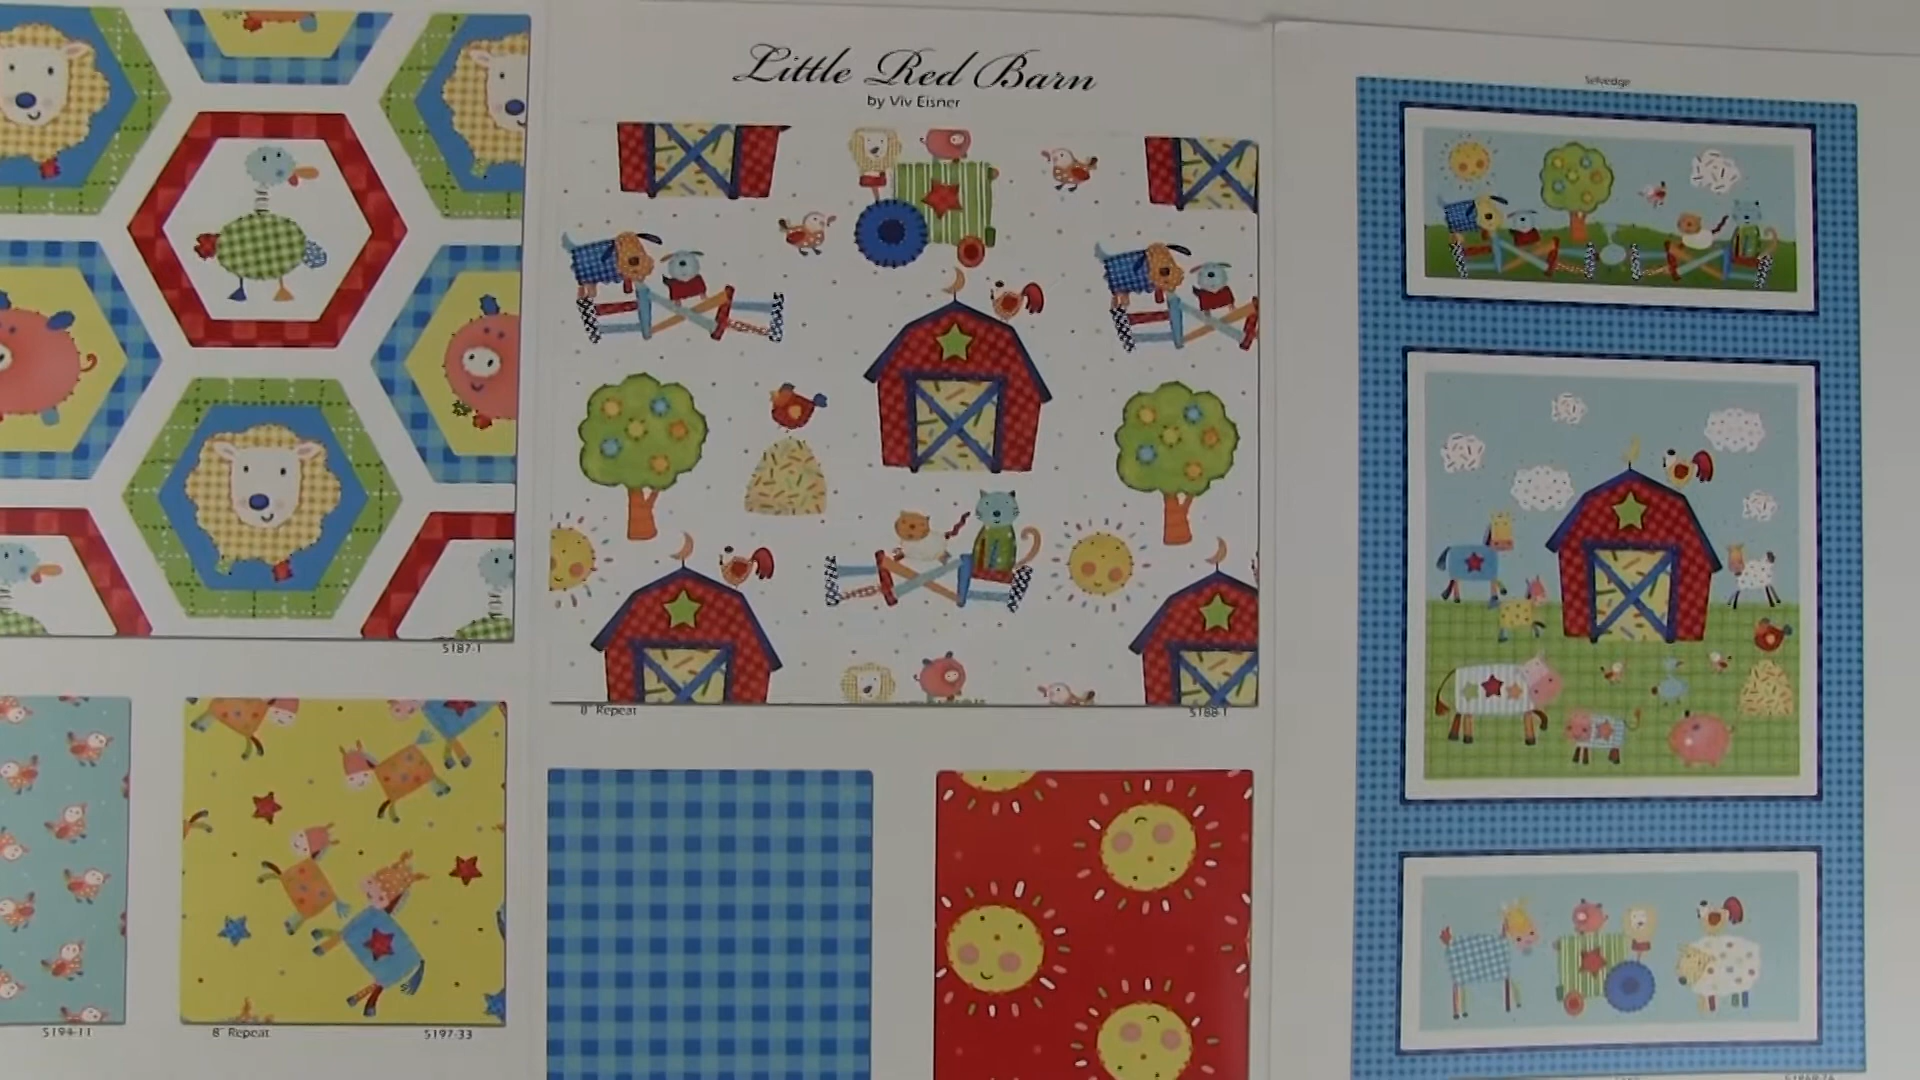 Little Red Barn
by Viv Eisner
Selvedge
5187-1
8" Repeat
5188-1
5194-11
8" Repeat
5197-33